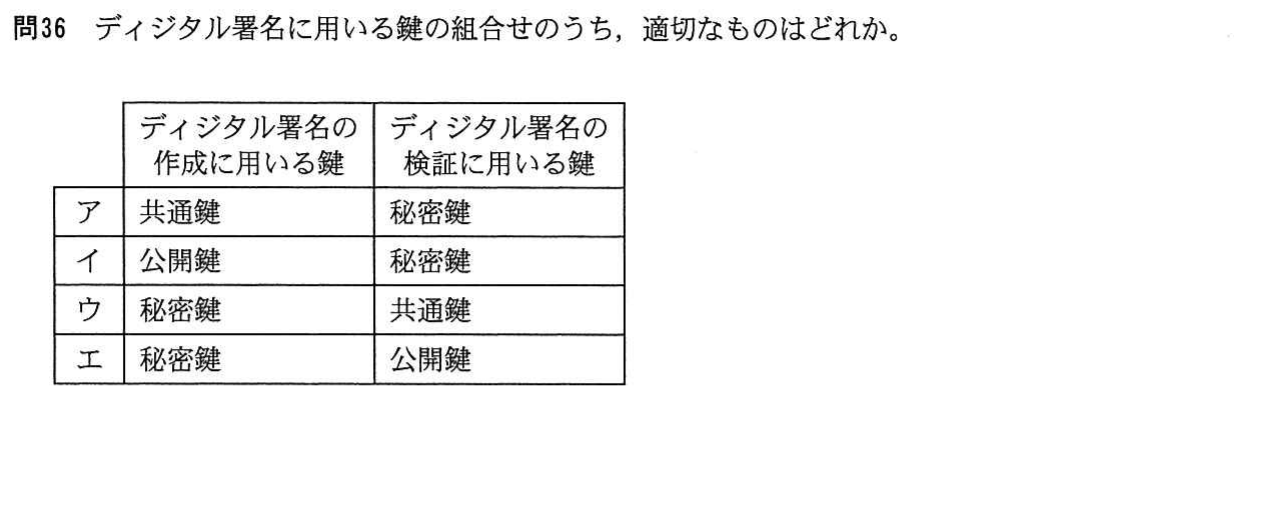 問36 ディジタル署名に用いる鍵の組合せのうち，適切なものはどれか。
ディジタル署名の ディジタル署名の
作成に用いる鍵 検証に用いる鍵
ア 共通鍵 秘密鍵
イ 公開鍵 秘密鍵
ウ 秘密鍵 共通鍵
エ 秘密鍵 公開鍵